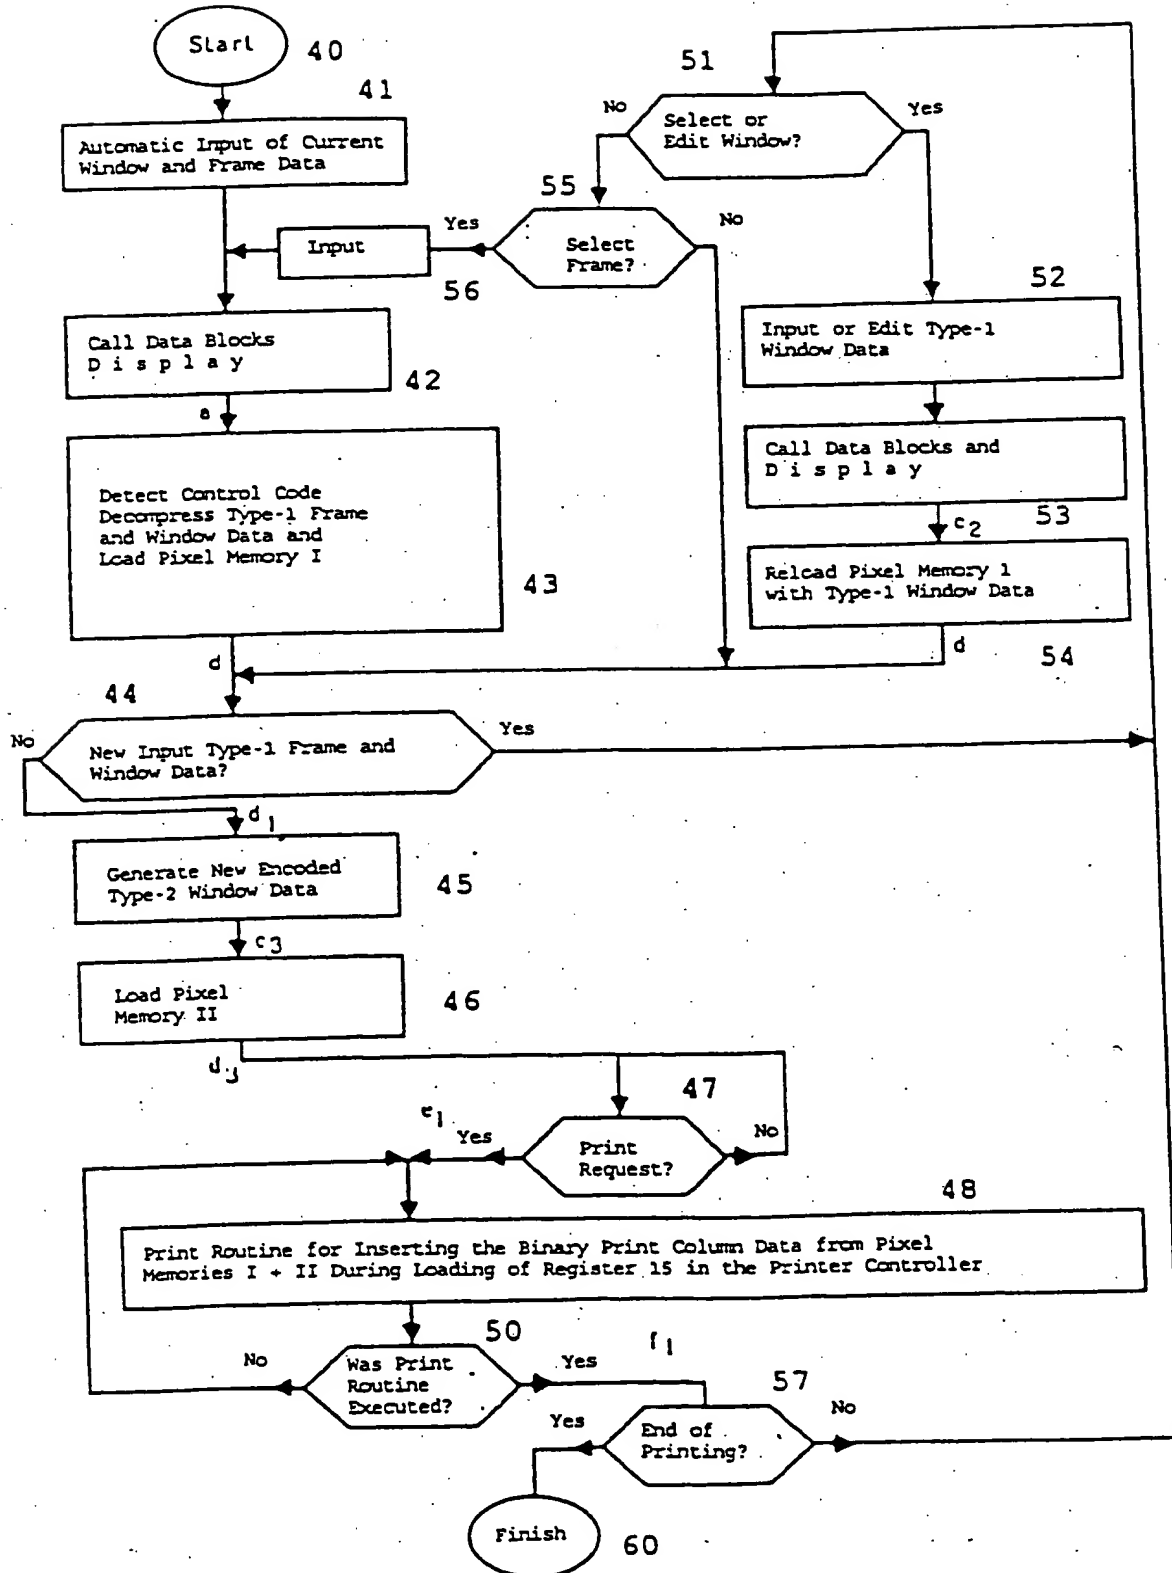 Start
40
41
Automatic Input of Current
Window and Frame Data
51
No
Select or
Edit Window?
Yes
55
Yes
Input
56
Select
Frame?
No
52
Input or Edit Type-1
Window Data
Call Data Blocks
D i s p l a y
42
a
Call Data Blocks and
D i s p l a y
c2
53
Detect Control Code
Decompress Type-1 Frame
and Window Data and
Load Pixel Memory I
43
Reload Pixel Memory 1
with Type-1 Window Data
d
54
d
44
No
New Input Type-1 Frame and
Window Data?
Yes
d1
Generate New Encoded
Type-2 Window Data
45
c3
Load Pixel
Memory II
46
d3
47
e1
Yes
Print
Request?
No
48
Print Routine for Inserting the Binary Print Column Data from Pixel
Memories I + II During Loading of Register 15 in the Printer Controller
50
No
Was Print
Routine
Executed?
Yes
f1
57
Yes
End of
Printing?
No
Finish
60